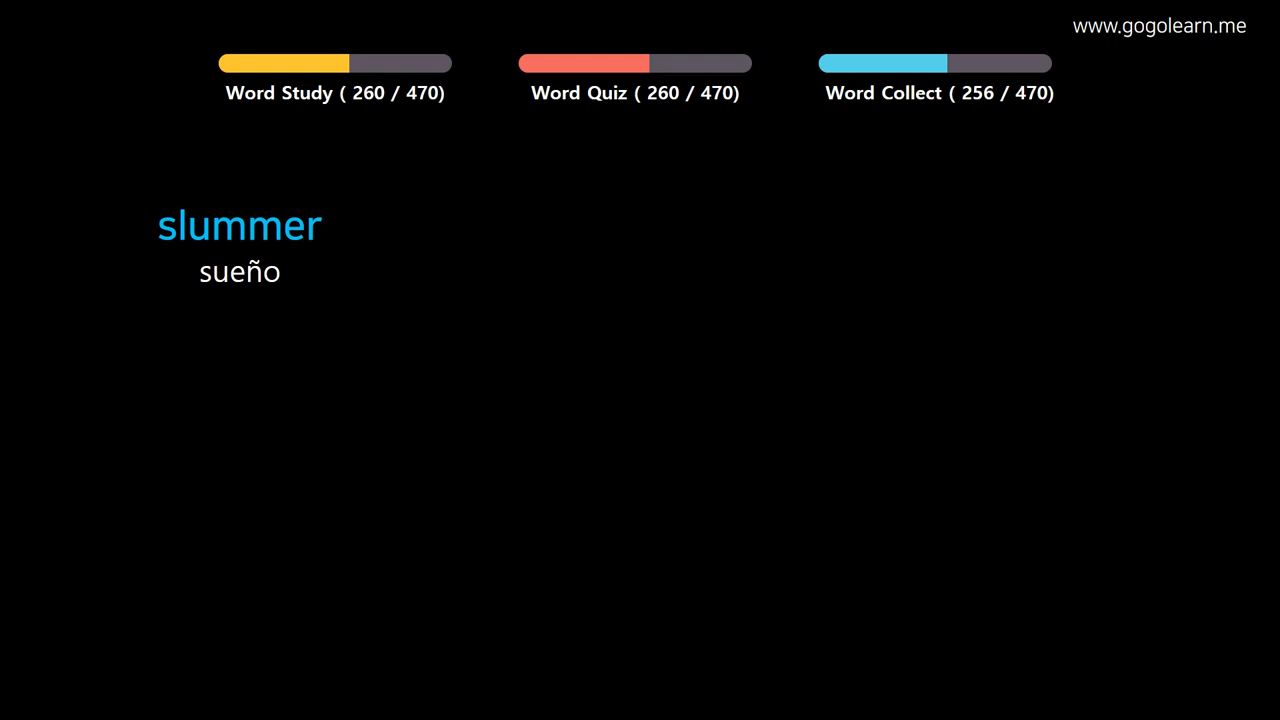 www.gogolearn.me
Word Study ( 260 / 470)
Word Quiz ( 260 / 470)
Word Collect ( 256 / 470)
slummer
sueño